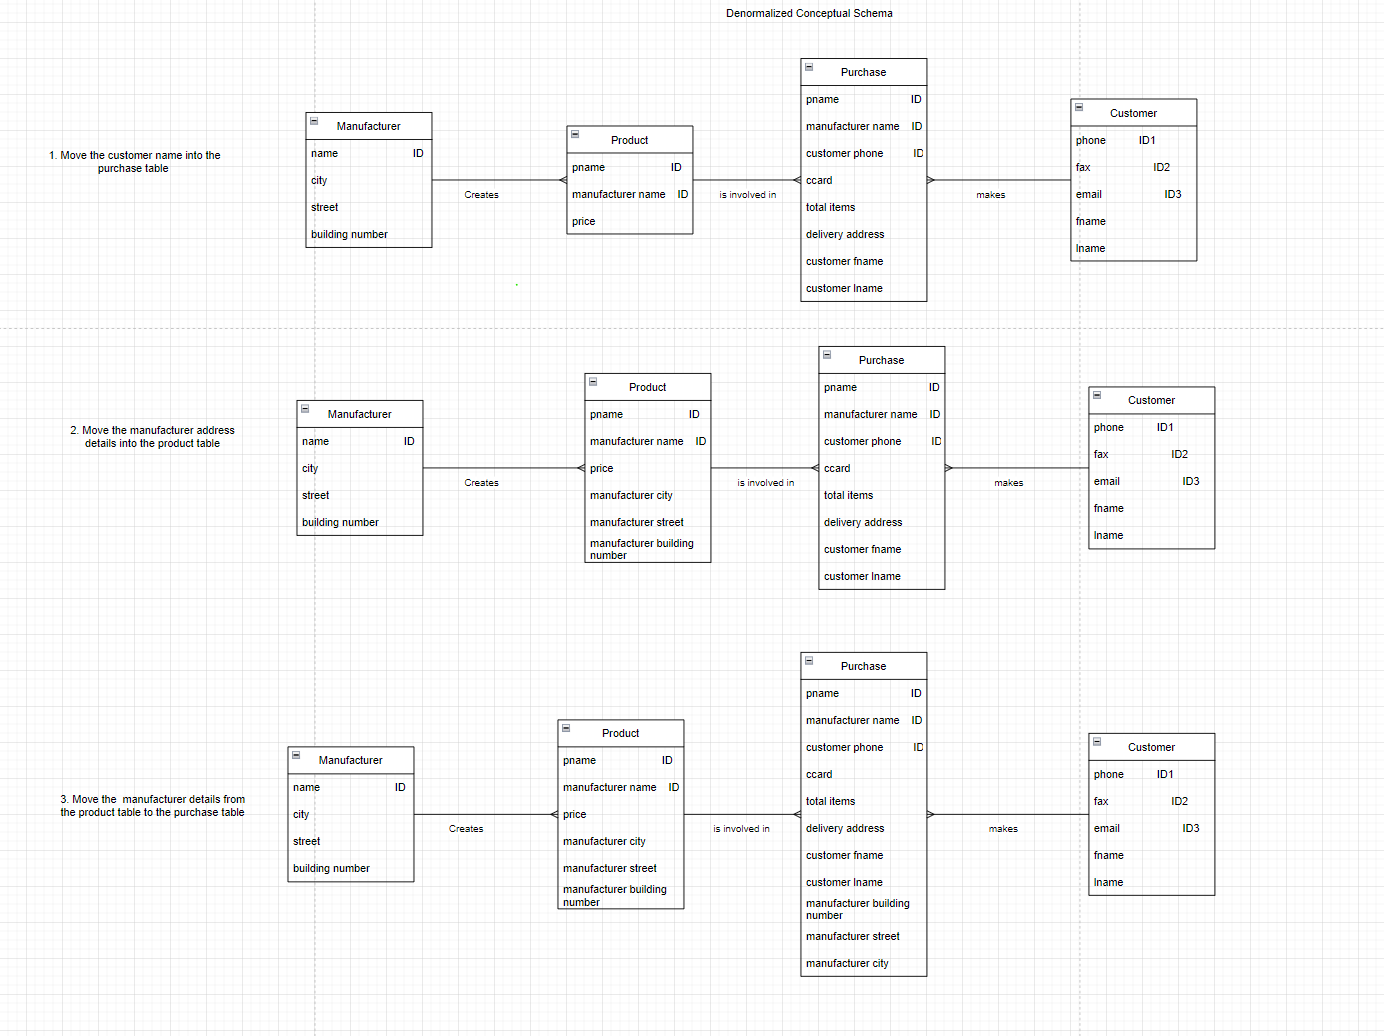 Denormalized Conceptual Schema
1. Move the customer name into the
purchase table
Manufacturer
name ID
city
street
building number
Creates
Product
pname ID
manufacturer name ID
price
is involved in
Purchase
pname ID
manufacturer name ID
customer phone ID
ccard
total items
delivery address
customer fname
customer lname
makes
Customer
phone ID1
fax ID2
email ID3
fname
lname
2. Move the manufacturer address
details into the product table
Manufacturer
name ID
city
street
building number
Creates
Product
pname ID
manufacturer name ID
price
manufacturer city
manufacturer street
manufacturer building
number
is involved in
Purchase
pname ID
manufacturer name ID
customer phone ID
ccard
total items
delivery address
customer fname
customer lname
makes
Customer
phone ID1
fax ID2
email ID3
fname
lname
3. Move the manufacturer details from
the product table to the purchase table
Manufacturer
name ID
city
street
building number
Creates
Product
pname ID
manufacturer name ID
price
manufacturer city
manufacturer street
manufacturer building
number
is involved in
Purchase
pname ID
manufacturer name ID
customer phone ID
ccard
total items
delivery address
customer fname
customer lname
manufacturer building
number
manufacturer street
manufacturer city
makes
Customer
phone ID1
fax ID2
email ID3
fname
lname